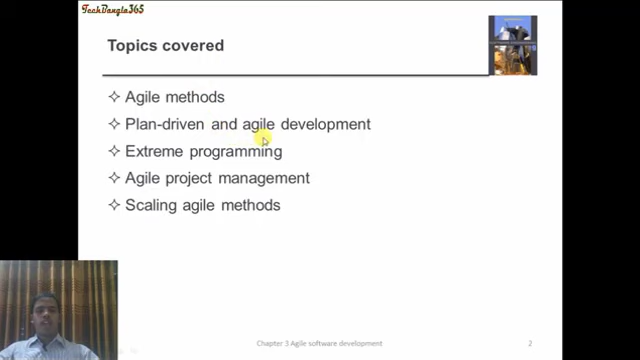 TechBangla365
Topics covered
Agile methods
Plan-driven and agile development
Extreme programming
Agile project management
Scaling agile methods
Chapter 3 Agile software development
2